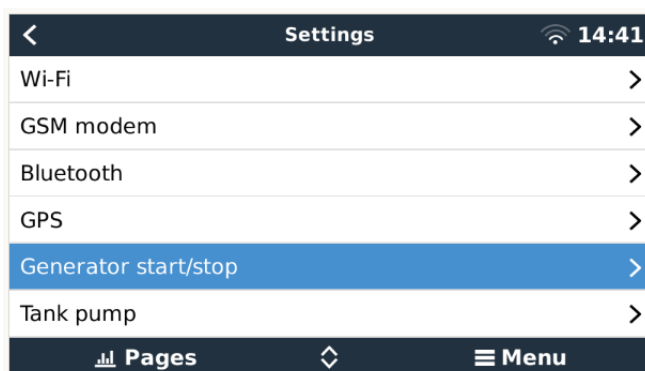 Settings 14:41
Wi-Fi
GSM modem
Bluetooth
GPS
Generator start/stop
Tank pump
Pages Menu